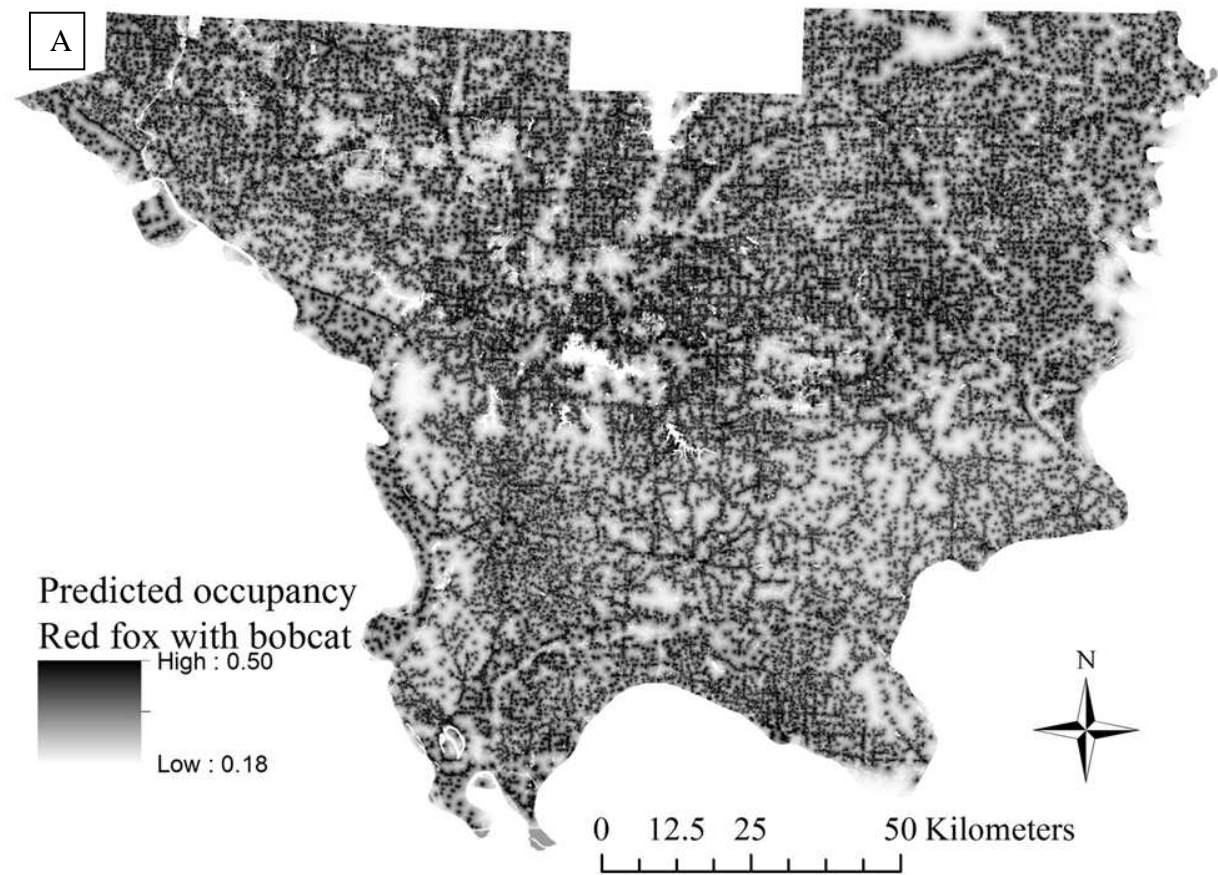 A
Predicted occupancy
Red fox with bobcat
High : 0.50
Low : 0.18
N
0 12.5 25 50 Kilometers